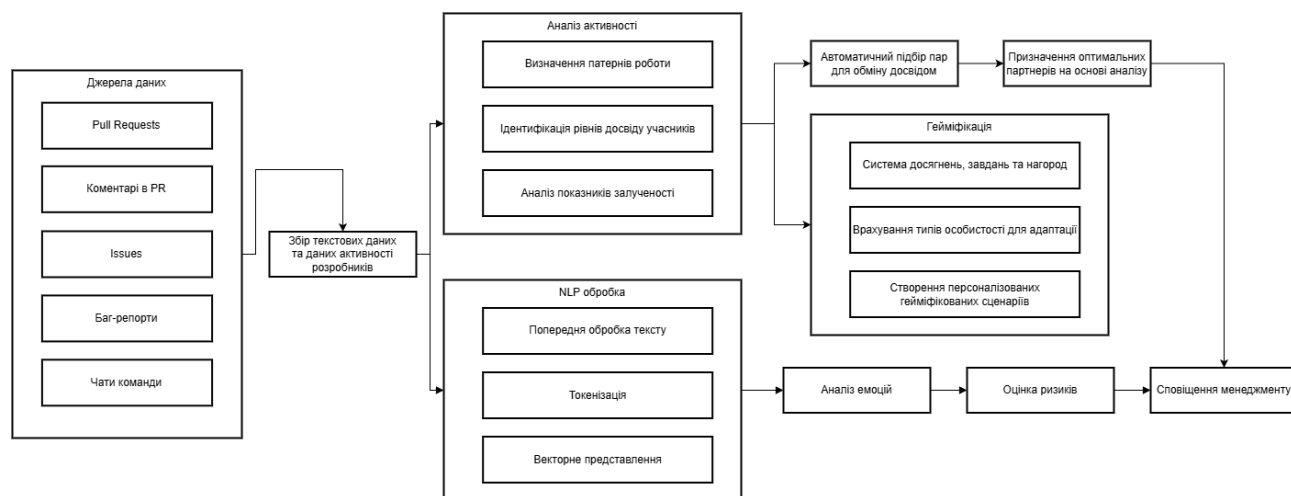 Джерела даних
Pull Requests
Коментарі в PR
Issues
Баг-репорти
Чати команди
Збір текстових даних
та даних активності
розробників
Аналіз активності
Визначення патернів роботи
Ідентифікація рівнів досвіду учасників
Аналіз показників залученості
NLP обробка
Попередня обробка тексту
Токенізація
Векторне представлення
Автоматичний підбір пар
для обміну досвідом
Призначення оптимальних
партнерів на основі аналізу
Гейміфікація
Система досягнень, завдань та нагород
Врахування типів особистості для адаптації
Створення персоналізованих
гейміфікованих сценаріїв
Аналіз емоцій
Оцінка ризиків
Сповіщення менеджменту